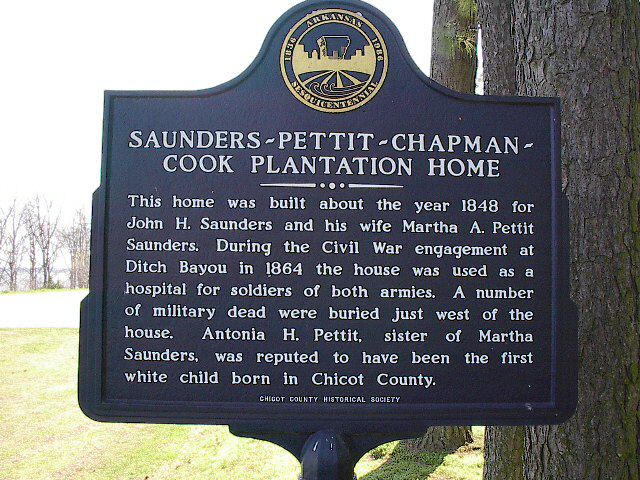 ARKANSAS
1836 1986
SESQUICENTENNIAL
SAUNDERS-PETTIT-CHAPMAN-
COOK PLANTATION HOME
This home was built about the year 1848 for
John H. Saunders and his wife Martha A. Pettit
Saunders. During the Civil War engagement at
Ditch Bayou in 1864 the house was used as a
hospital for soldiers of both armies. A number
of military dead were buried just west of the
house. Antonia H. Pettit, sister of Martha
Saunders, was reputed to have been the first
white child born in Chicot County.
CHICOT COUNTY HISTORICAL SOCIETY